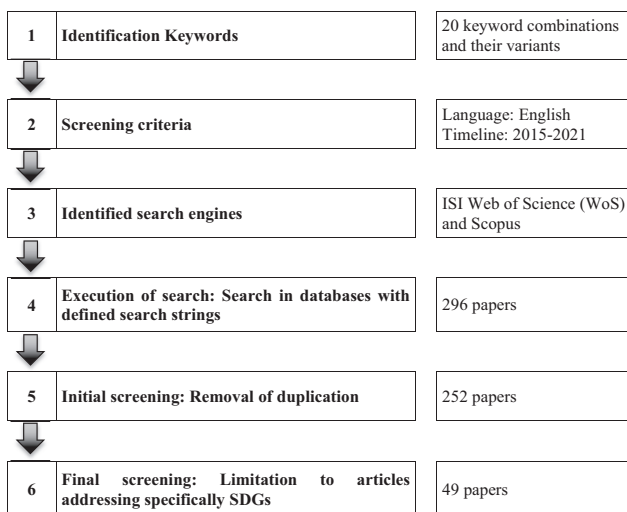 1 Identification Keywords
20 keyword combinations
and their variants
2 Screening criteria
Language: English
Timeline: 2015-2021
3 Identified search engines
ISI Web of Science (WoS)
and Scopus
4 Execution of search: Search in databases with
defined search strings
296 papers
5 Initial screening: Removal of duplication
252 papers
6 Final screening: Limitation to articles
addressing specifically SDGs
49 papers